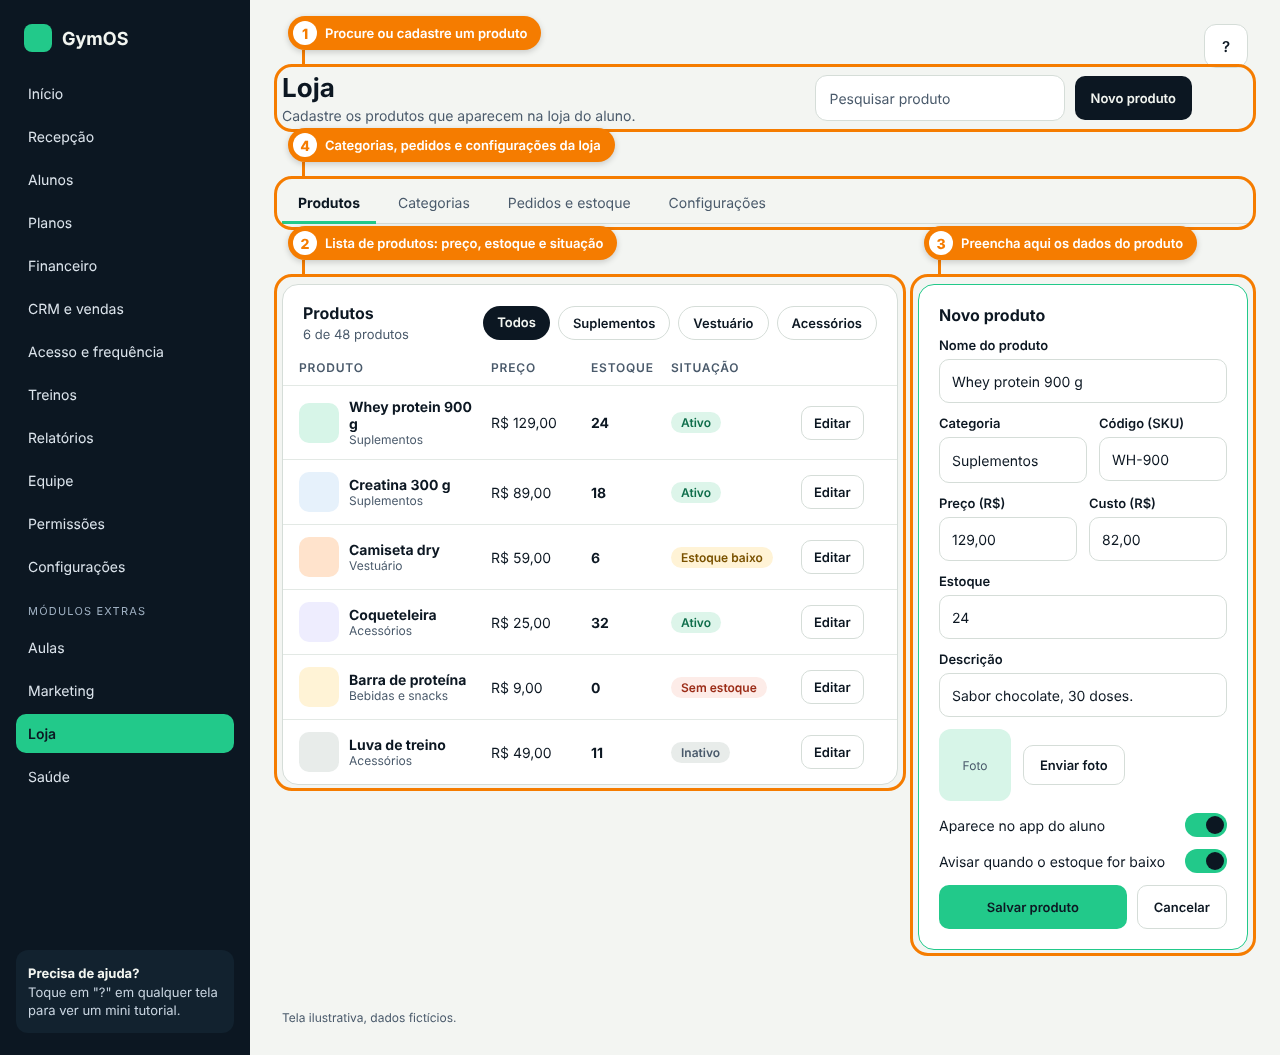 GymOS
Início
Recepção
Alunos
Planos
Financeiro
CRM e vendas
Acesso e frequência
Treinos
Relatórios
Equipe
Permissões
Configurações
MÓDULOS EXTRAS
Aulas
Marketing
Loja
Saúde
Precisa de ajuda?
Toque em "?" em qualquer tela
para ver um mini tutorial.
1 Procure ou cadastre um produto
?
Loja
Cadastre os produtos que aparecem na loja do aluno.
Pesquisar produto
Novo produto
4 Categorias, pedidos e configurações da loja
Produtos Categorias Pedidos e estoque Configurações
2 Lista de produtos: preço, estoque e situação
Produtos
6 de 48 produtos
Todos Suplementos Vestuário Acessórios
PRODUTO PREÇO ESTOQUE SITUAÇÃO
Whey protein 900
g
Suplementos
R$ 129,00 24 Ativo Editar
Creatina 300 g
Suplementos
R$ 89,00 18 Ativo Editar
Camiseta dry
Vestuário
R$ 59,00 6 Estoque baixo Editar
Coqueteleira
Acessórios
R$ 25,00 32 Ativo Editar
Barra de proteína
Bebidas e snacks
R$ 9,00 0 Sem estoque Editar
Luva de treino
Acessórios
R$ 49,00 11 Inativo Editar
3 Preencha aqui os dados do produto
Novo produto
Nome do produto
Whey protein 900 g
Categoria Código (SKU)
Suplementos WH-900
Preço (R$) Custo (R$)
129,00 82,00
Estoque
24
Descrição
Sabor chocolate, 30 doses.
Foto Enviar foto
Aparece no app do aluno
Avisar quando o estoque for baixo
Salvar produto Cancelar
Tela ilustrativa, dados fictícios.